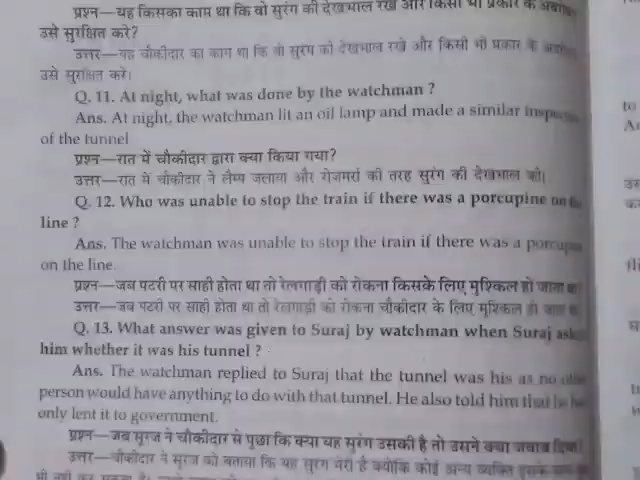 प्रश्न—यह किसका काम था कि वो सुरंग की देखभाल रखे और किसी भी प्रकार के
उसे सुरक्षित करे?
उत्तर—यह चौकीदार का काम था कि वो सुरंग की देखभाल रखे और किसी भी प्रकार के
उसे सुरक्षित करे।
Q. 11. At night, what was done by the watchman ?
Ans. At night, the watchman lit an oil lamp and made a similar
of the tunnel
प्रश्न—रात में चौकीदार द्वारा क्या किया गया?
उत्तर—रात में चौकीदार ने लैम्प जलाया और रोजमर्रा की तरह सुरंग की देखभाल की।
Q. 12. Who was unable to stop the train if there was a porcupine on the
line ?
Ans. The watchman was unable to stop the train if there was a
on the line.
प्रश्न—जब पटरी पर साही होता था तो रेलगाड़ी को रोकना किसके लिए मुश्किल हो जाता
उत्तर—जब पटरी पर साही होता था तो रेलगाड़ी को रोकना चौकीदार के लिए मुश्किल हो जाता
Q. 13. What answer was given to Suraj by watchman when Suraj
him whether it was his tunnel ?
Ans. The watchman replied to Suraj that the tunnel was his as no
person would have anything to do with that tunnel. He also told him that he
only lent it to government.
प्रश्न—जब सूरज ने चौकीदार से पूछा कि क्या यह सुरंग उसकी है तो उसने क्या जवाब दिया?
उत्तर—चौकीदार ने सूरज को बताया कि यह सुरंग मेरी है क्योंकि कोई अन्य व्यक्ति इसके